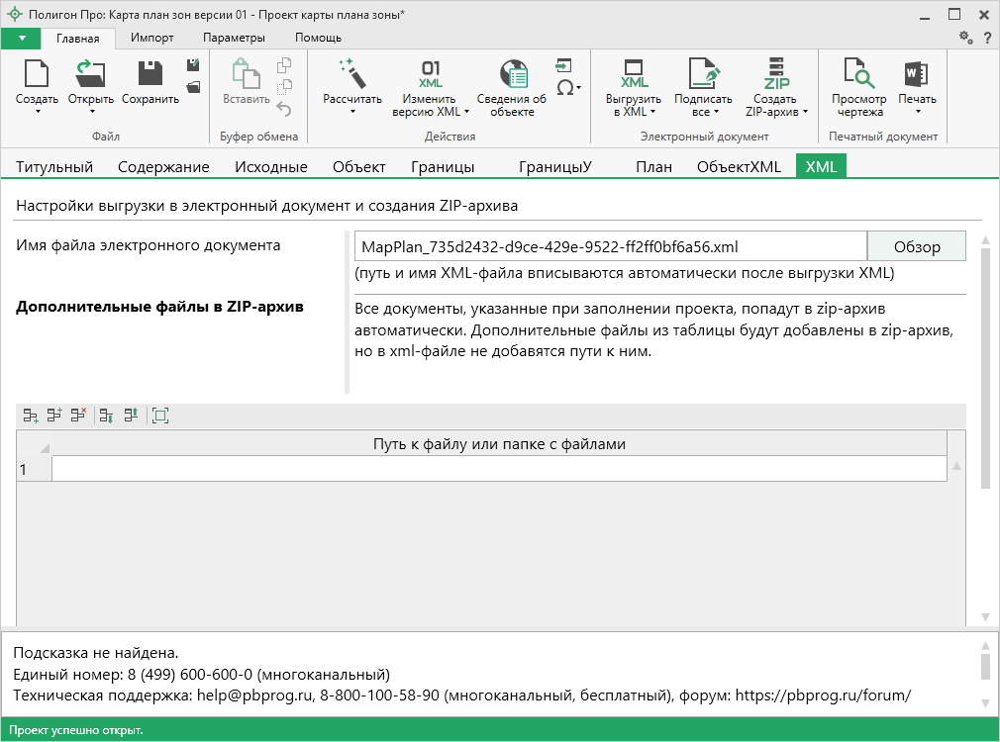 Полигон Про: Карта план зон версии 01 - Проект карты плана зоны*
Главная Импорт Параметры Помощь ?
Создать Открыть Сохранить Вставить Рассчитать 01 XML Изменить версию XML Сведения об объекте Ω XML Выгрузить в XML Подписать все ZIP Создать ZIP-архив Просмотр чертежа W Печать
Файл Буфер обмена Действия Электронный документ Печатный документ
Титульный Содержание Исходные Объект Границы ГраницыУ План ОбъектXML XML
Настройки выгрузки в электронный документ и создания ZIP-архива
Имя файла электронного документа MapPlan_735d2432-d9ce-429e-9522-ff2ff0bf6a56.xml Обзор
(путь и имя XML-файла вписываются автоматически после выгрузки XML)
Дополнительные файлы в ZIP-архив Все документы, указанные при заполнении проекта, попадут в zip-архив
автоматически. Дополнительные файлы из таблицы будут добавлены в zip-архив,
но в xml-файле не добавятся пути к ним.
Путь к файлу или папке с файлами
1
Подсказка не найдена.
Единый номер: 8 (499) 600-600-0 (многоканальный)
Техническая поддержка: help@pbprog.ru, 8-800-100-58-90 (многоканальный, бесплатный), форум: https://pbprog.ru/forum/
Проект успешно открыт.